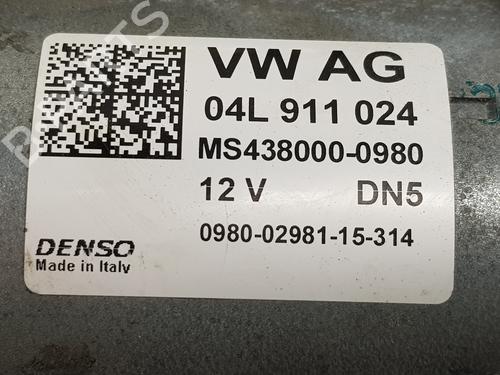 VW AG
04L 911 024
MS438000-0980
12 V DN5
0980-02981-15-314
DENSO
Made in Italy